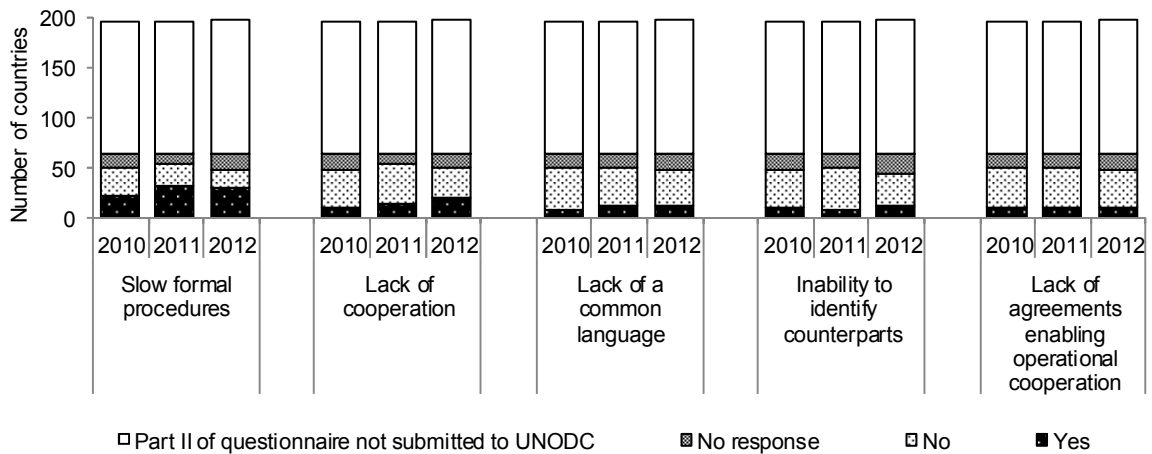 200
150
100
50
0
Number of countries
2010 2011 2012 2010 2011 2012 2010 2011 2012 2010 2011 2012 2010 2011 2012
Slow formal
procedures
Lack of
cooperation
Lack of a
common
language
Inability to
identify
counterparts
Lack of
agreements
enabling
operational
cooperation
Part II of questionnaire not submitted to UNODC No response No Yes